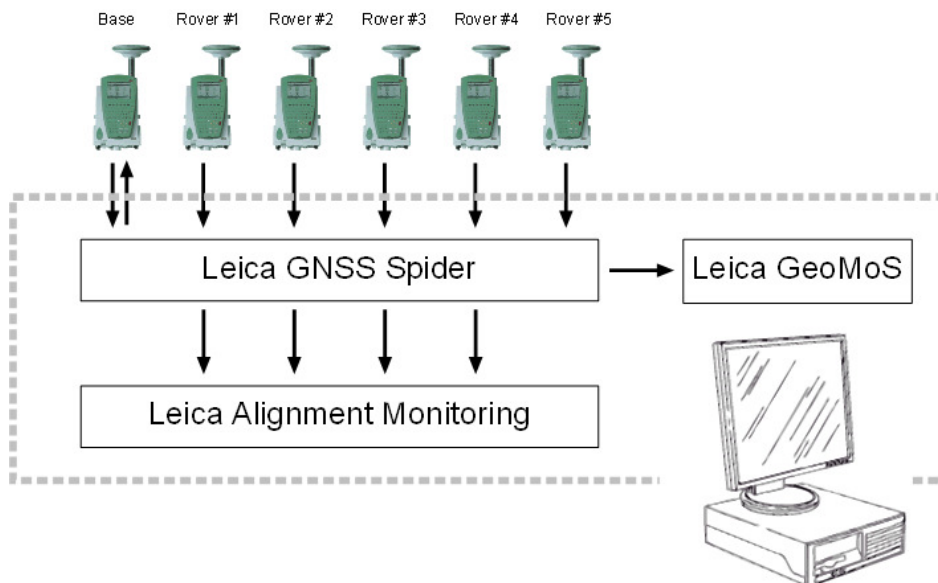 Base Rover #1 Rover #2 Rover #3 Rover #4 Rover #5
Leica GNSS Spider
Leica GeoMoS
Leica Alignment Monitoring